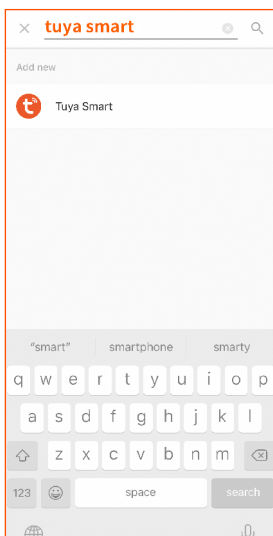 tuya smart
Add new
Tuya Smart
"smart" smartphone smarty
q w e r t y u i o p
a s d f g h j k l
z x c v b n m
123 space search